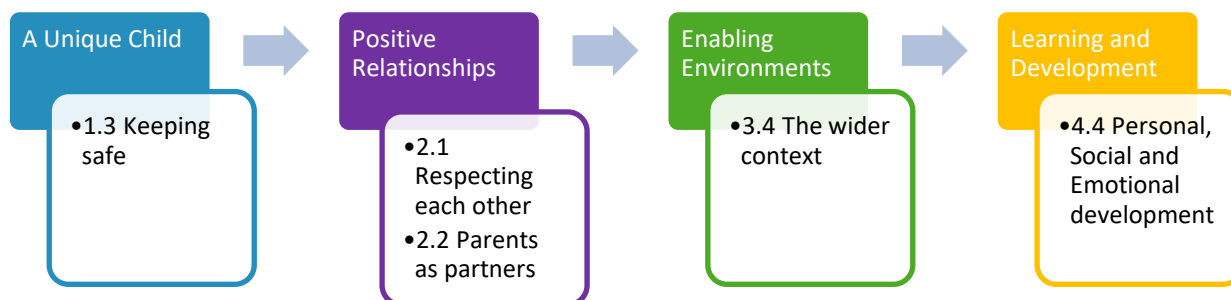 A Unique Child
•1.3 Keeping
safe
Positive
Relationships
•2.1
Respecting
each other
•2.2 Parents
as partners
Enabling
Environments
•3.4 The wider
context
Learning and
Development
•4.4 Personal,
Social and
Emotional
development